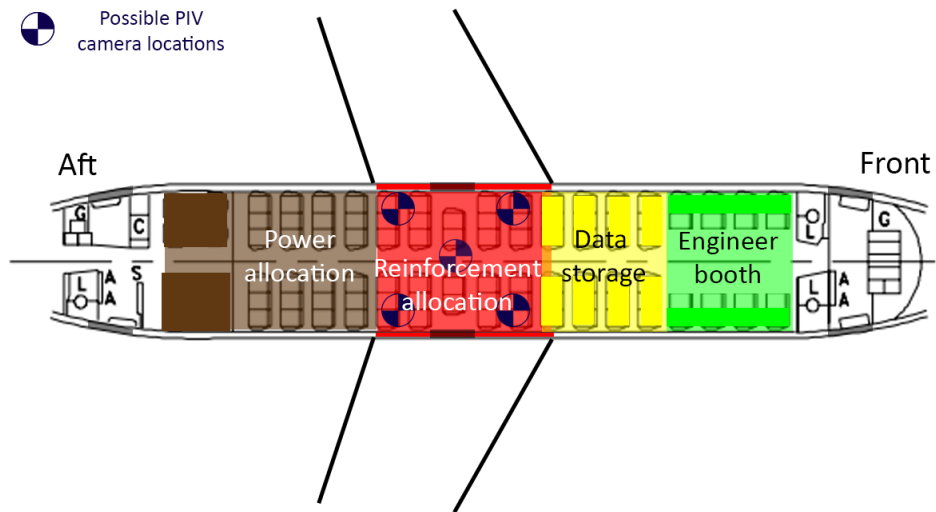 Possible PIV
camera locations
Aft
Front
G
C
L
A
A
S
Power
allocation
Reinforcement
allocation
Data
storage
Engineer
booth
L
G
L
A
A